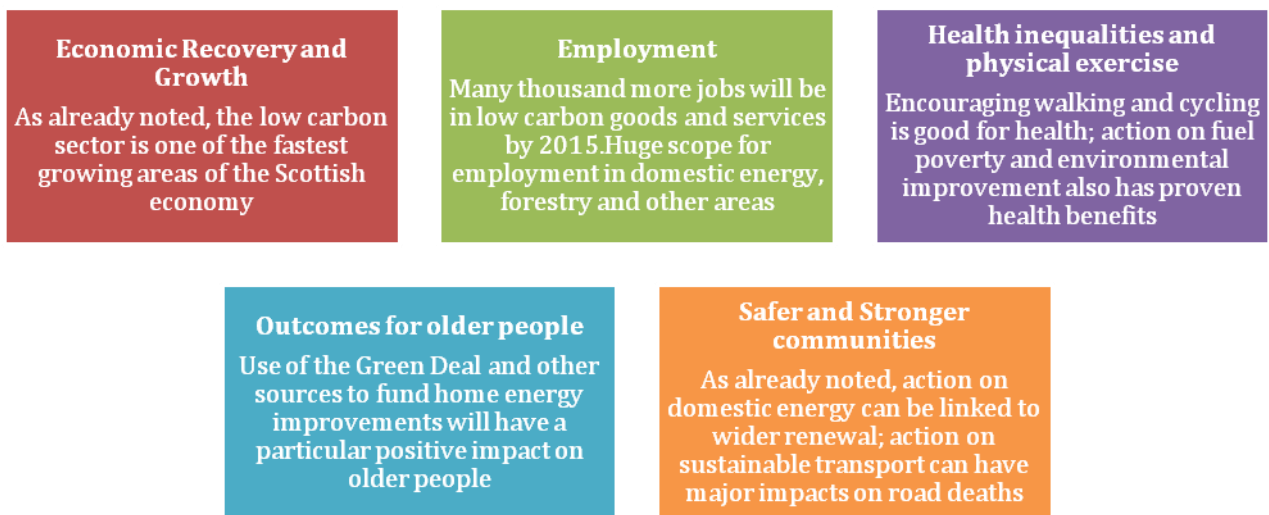 Economic Recovery and
Growth
As already noted, the low carbon
sector is one of the fastest
growing areas of the Scottish
economy
Employment
Many thousand more jobs will be
in low carbon goods and services
by 2015.Huge scope for
employment in domestic energy,
forestry and other areas
Health inequalities and
physical exercise
Encouraging walking and cycling
is good for health; action on fuel
poverty and environmental
improvement also has proven
health benefits
Outcomes for older people
Use of the Green Deal and other
sources to fund home energy
improvements will have a
particular positive impact on
older people
Safer and Stronger
communities
As already noted, action on
domestic energy can be linked to
wider renewal; action on
sustainable transport can have
major impacts on road deaths